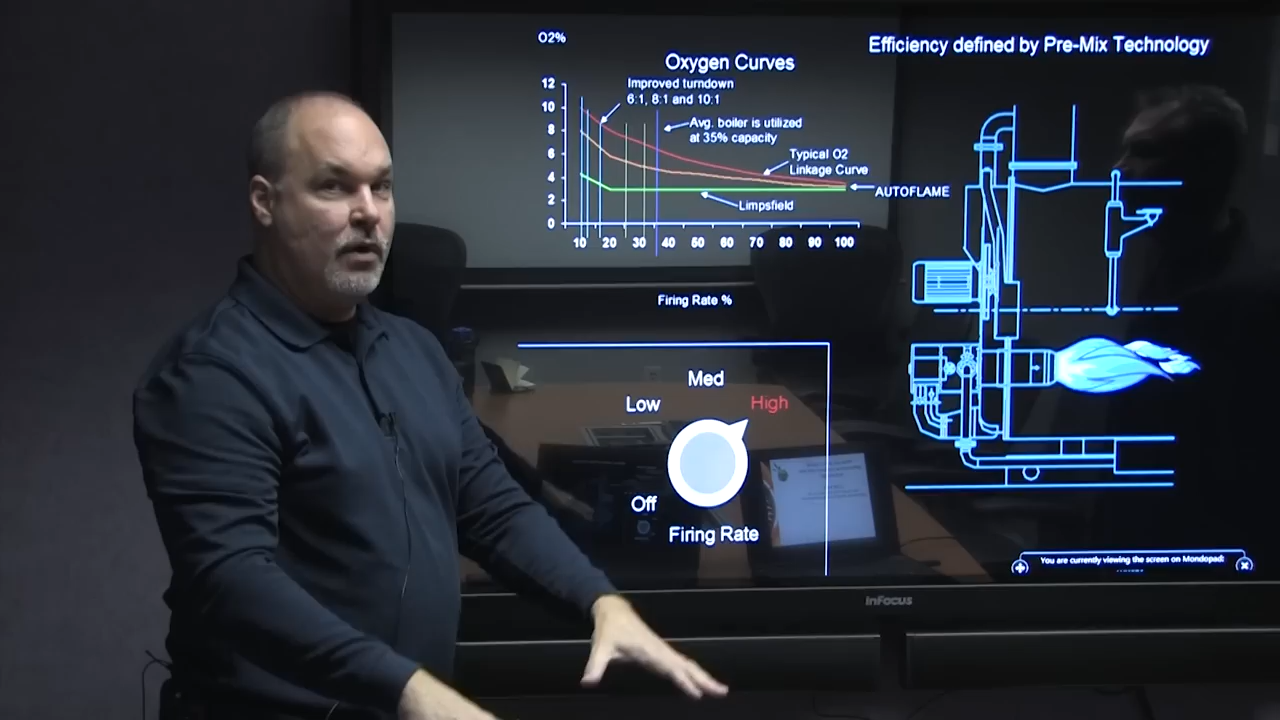 Efficiency defined by Pre-Mix Technology
O2%
Oxygen Curves
Improved turndown
6:1, 8:1 and 10:1
Avg. boiler is utilized
at 35% capacity
Typical O2
Linkage Curve
AUTOFLAME
Limpsfield
12
10
8
6
4
2
0
10 20 30 40 50 60 70 80 90 100
Firing Rate %
Med
Low
High
Off
Firing Rate
You are currently viewing the screen on Mondopad:
InFocus